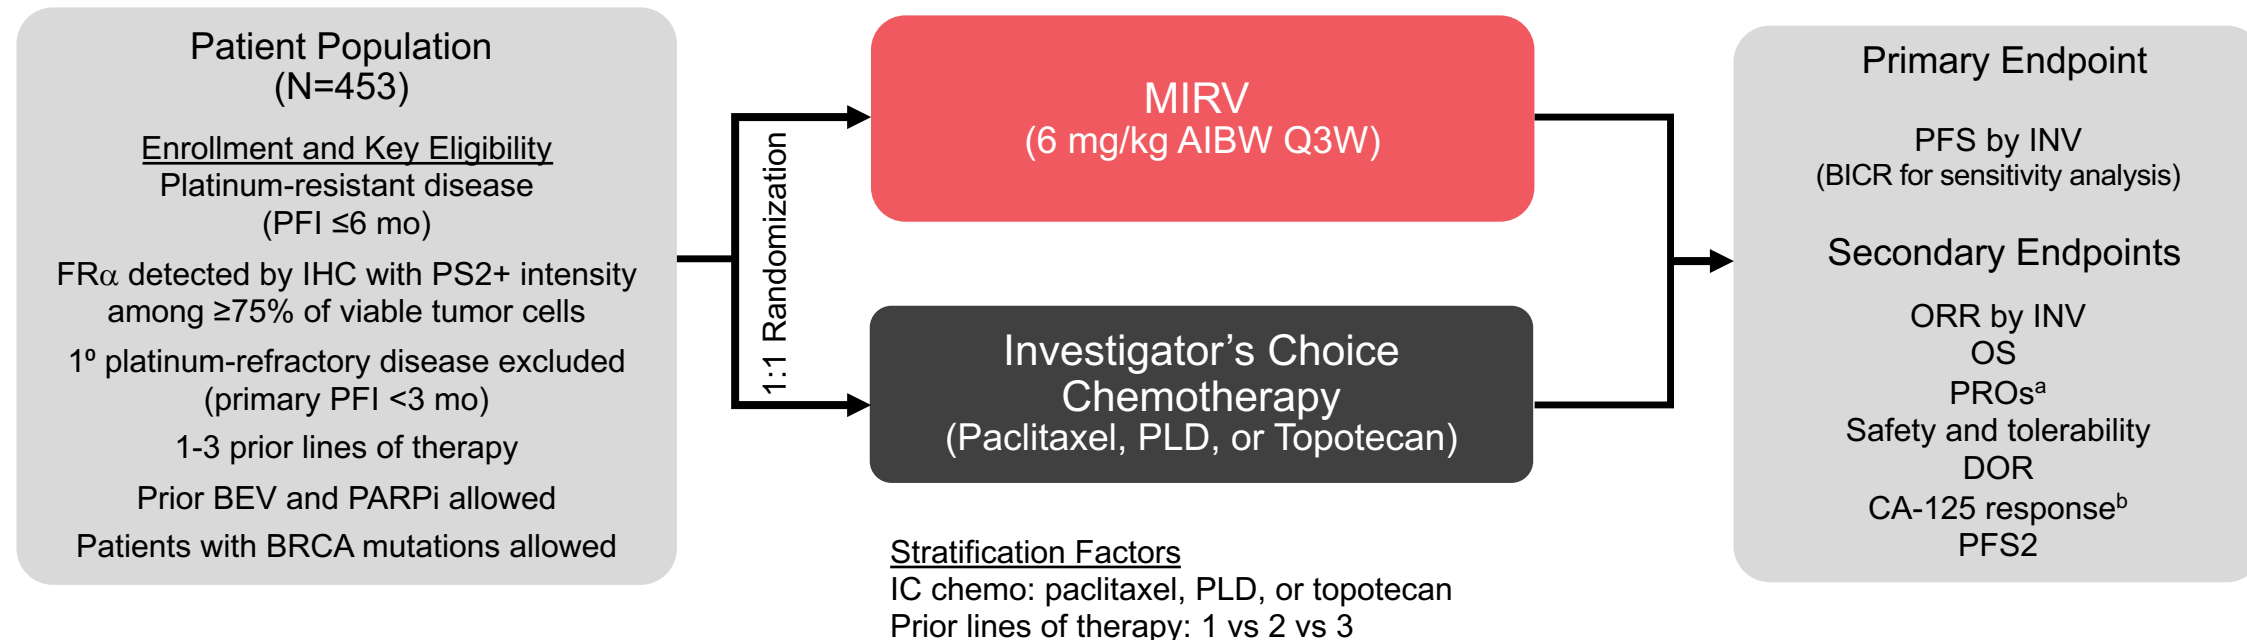 Patient Population
(N=453)
Enrollment and Key Eligibility
Platinum-resistant disease
(PFI ≤6 mo)
FRα detected by IHC with PS2+ intensity
among ≥75% of viable tumor cells
1º platinum-refractory disease excluded
(primary PFI <3 mo)
1-3 prior lines of therapy
Prior BEV and PARPi allowed
Patients with BRCA mutations allowed
1:1 Randomization
MIRV
(6 mg/kg AIBW Q3W)
Investigator’s Choice
Chemotherapy
(Paclitaxel, PLD, or Topotecan)
Stratification Factors
IC chemo: paclitaxel, PLD, or topotecan
Prior lines of therapy: 1 vs 2 vs 3
Primary Endpoint
PFS by INV
(BICR for sensitivity analysis)
Secondary Endpoints
ORR by INV
OS
PROsᵃ
Safety and tolerability
DOR
CA-125 responseᵇ
PFS2